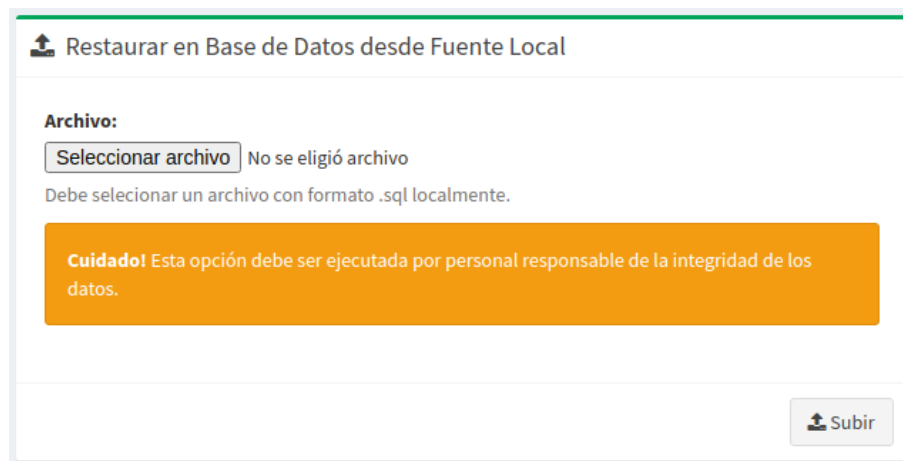 Restaurar en Base de Datos desde Fuente Local
Archivo:
Seleccionar archivo No se eligió archivo
Debe selecionar un archivo con formato .sql localmente.
Cuidado! Esta opción debe ser ejecutada por personal responsable de la integridad de los
datos.
Subir